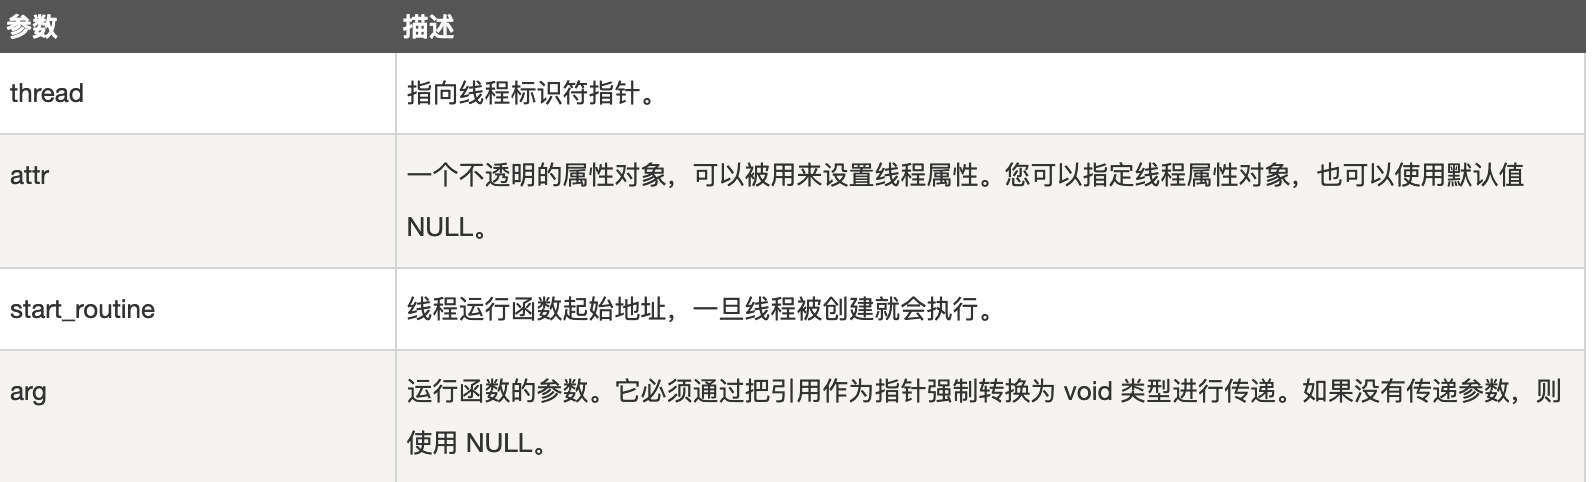 参数 描述
thread 指向线程标识符指针。
attr 一个不透明的属性对象，可以被用来设置线程属性。您可以指定线程属性对象，也可以使用默认值
NULL。
start_routine 线程运行函数起始地址，一旦线程被创建就会执行。
arg 运行函数的参数。它必须通过把引用作为指针强制转换为 void 类型进行传递。如果没有传递参数，则
使用 NULL。